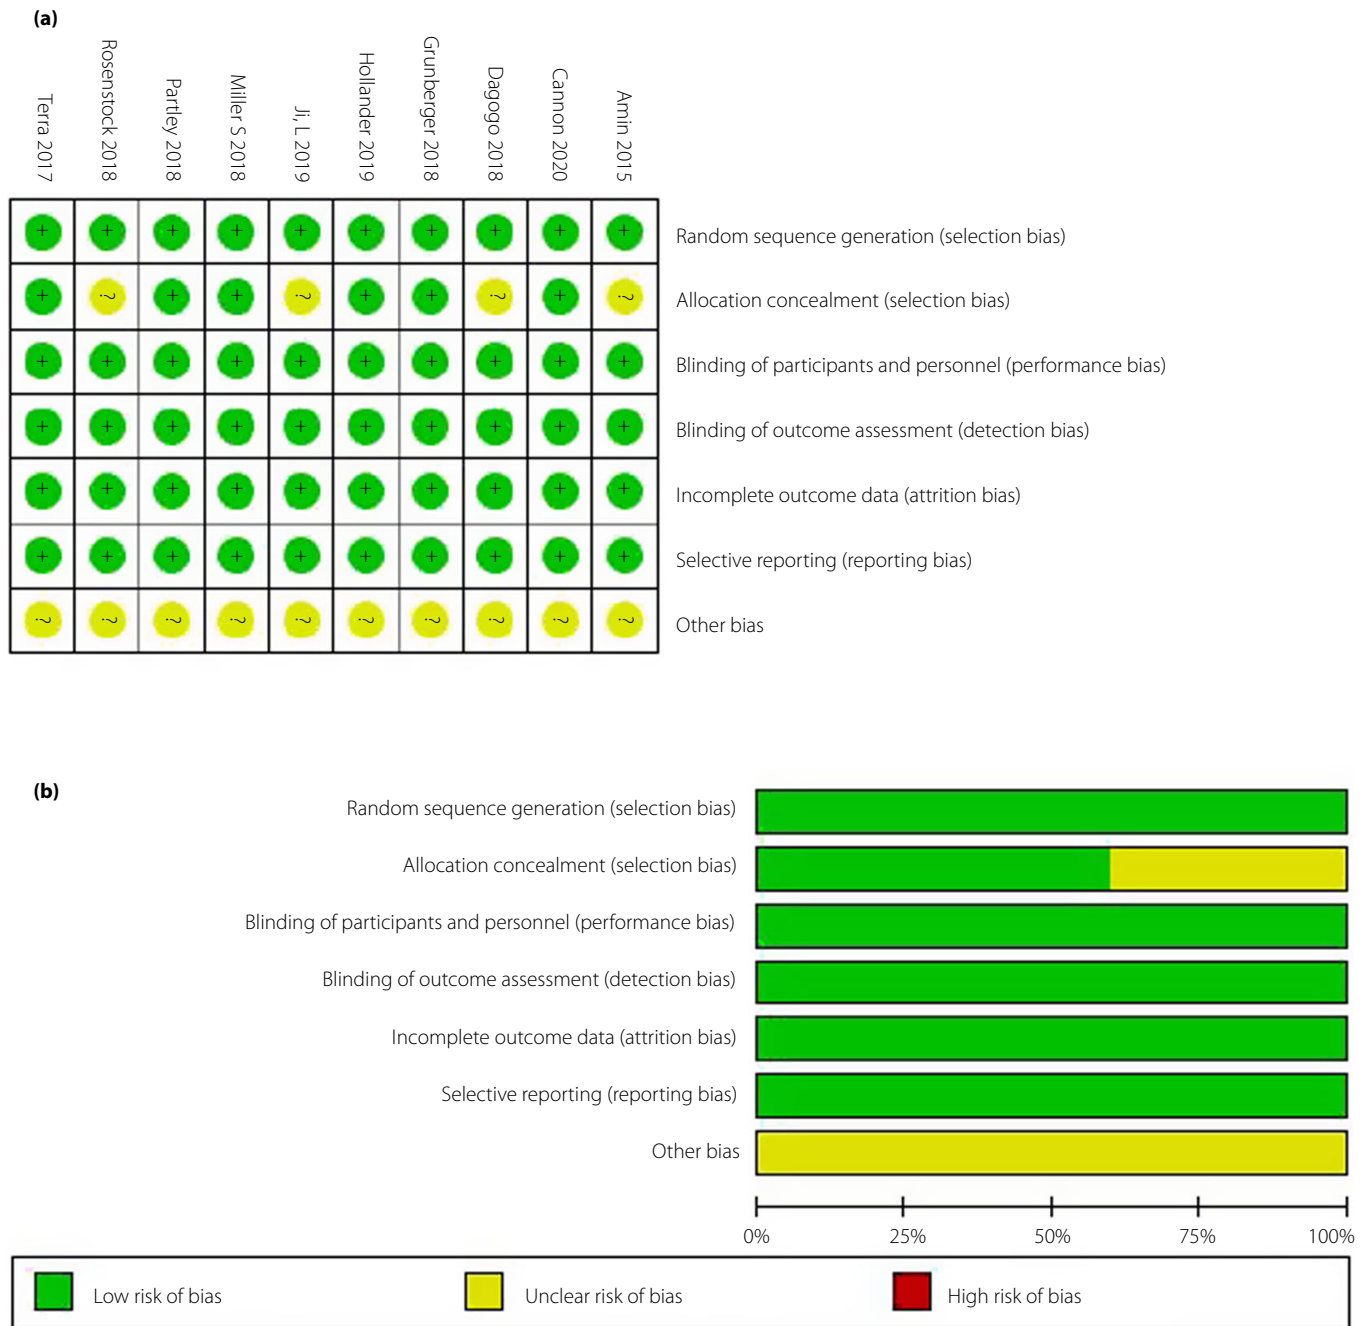 (a)
Terra 2017
Rosenstock 2018
Partley 2018
Miller S 2018
Ji, L 2019
Hollander 2019
Grunberger 2018
Dagogo 2018
Cannon 2020
Amin 2015
+ + + + + + + + + + Random sequence generation (selection bias)
+ ? + + ? + + ? + ? Allocation concealment (selection bias)
+ + + + + + + + + + Blinding of participants and personnel (performance bias)
+ + + + + + + + + + Blinding of outcome assessment (detection bias)
+ + + + + + + + + + Incomplete outcome data (attrition bias)
+ + + + + + + + + + Selective reporting (reporting bias)
? ? ? ? ? ? ? ? ? ? Other bias
(b)
Random sequence generation (selection bias)
Allocation concealment (selection bias)
Blinding of participants and personnel (performance bias)
Blinding of outcome assessment (detection bias)
Incomplete outcome data (attrition bias)
Selective reporting (reporting bias)
Other bias
0% 25% 50% 75% 100%
Low risk of bias Unclear risk of bias High risk of bias